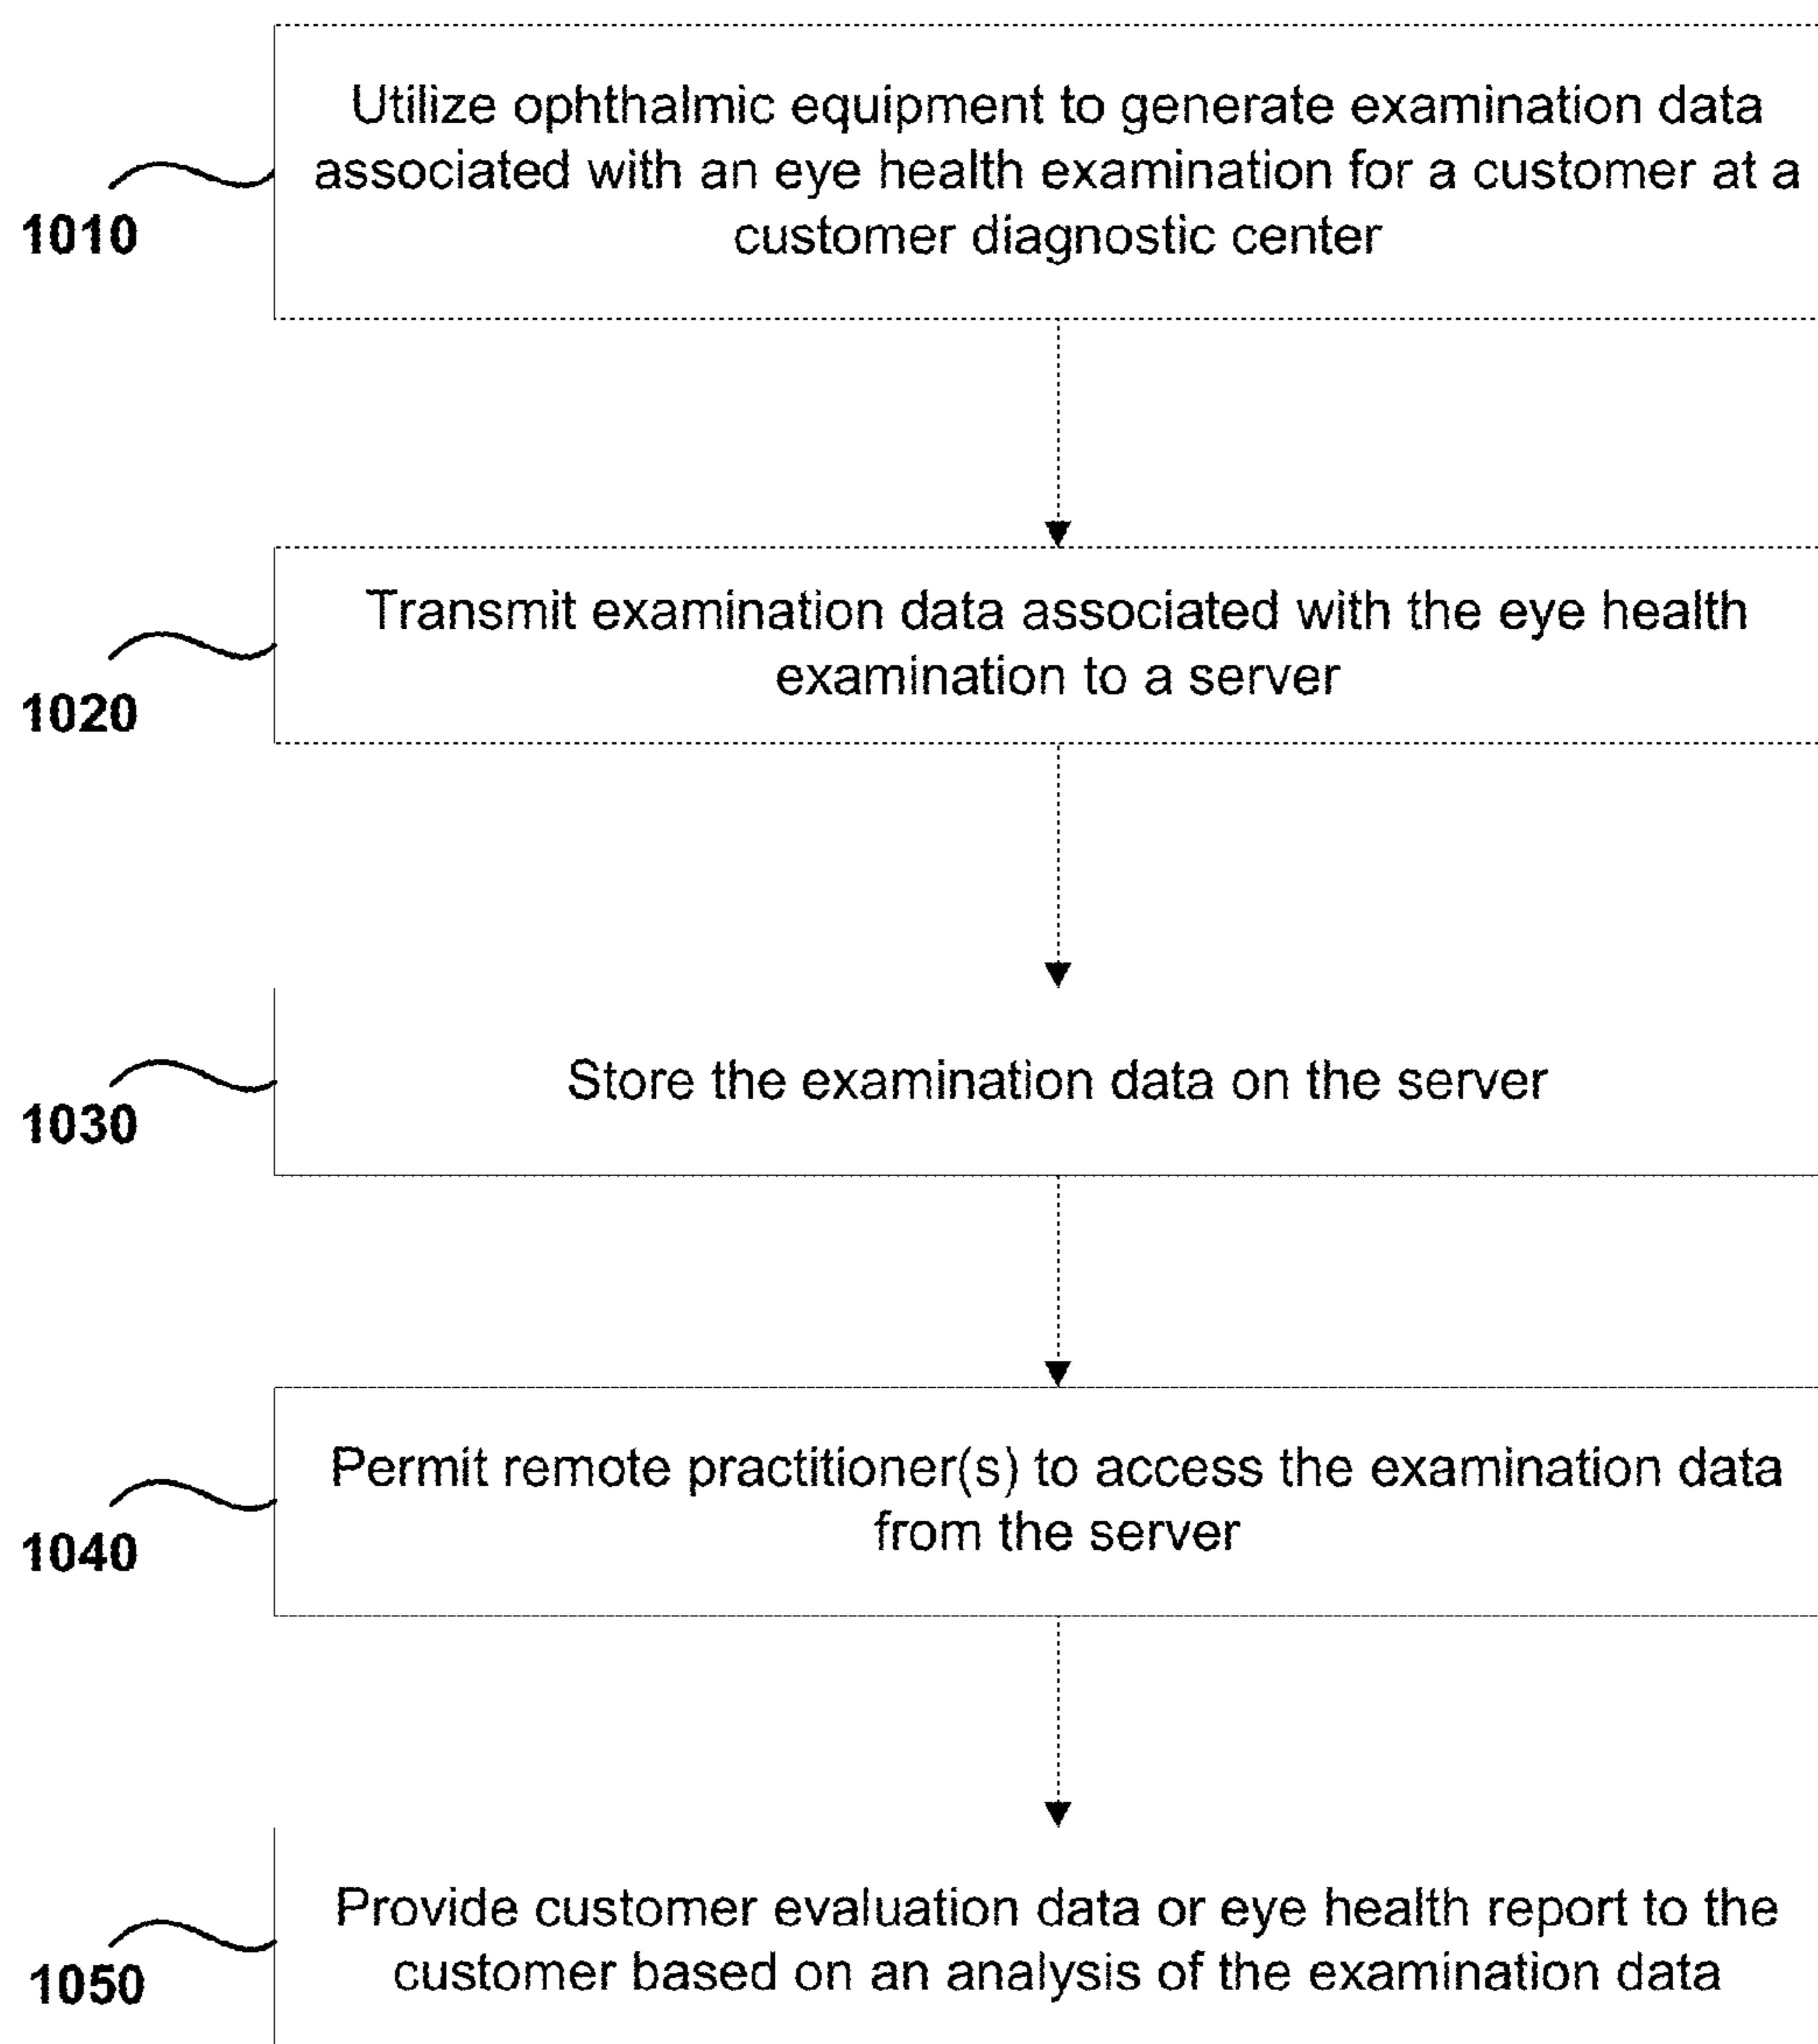 Utilize ophthalmic equipment to generate examination data
associated with an eye health examination for a customer at a
customer diagnostic center
1010
Transmit examination data associated with the eye health
examination to a server
1020
Store the examination data on the server
1030
Permit remote practitioner(s) to access the examination data
from the server
1040
Provide customer evaluation data or eye health report to the
customer based on an analysis of the examination data
1050